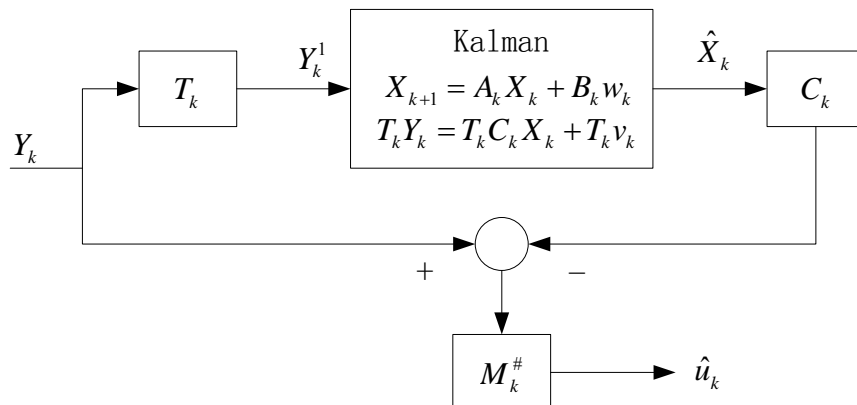 Kalman
T_k
Y_k^1
X_{k+1} = A_k X_k + B_k w_k
T_k Y_k = T_k C_k X_k + T_k v_k
\hat{X}_k
C_k
Y_k
+
−
M_k^#
\hat{u}_k